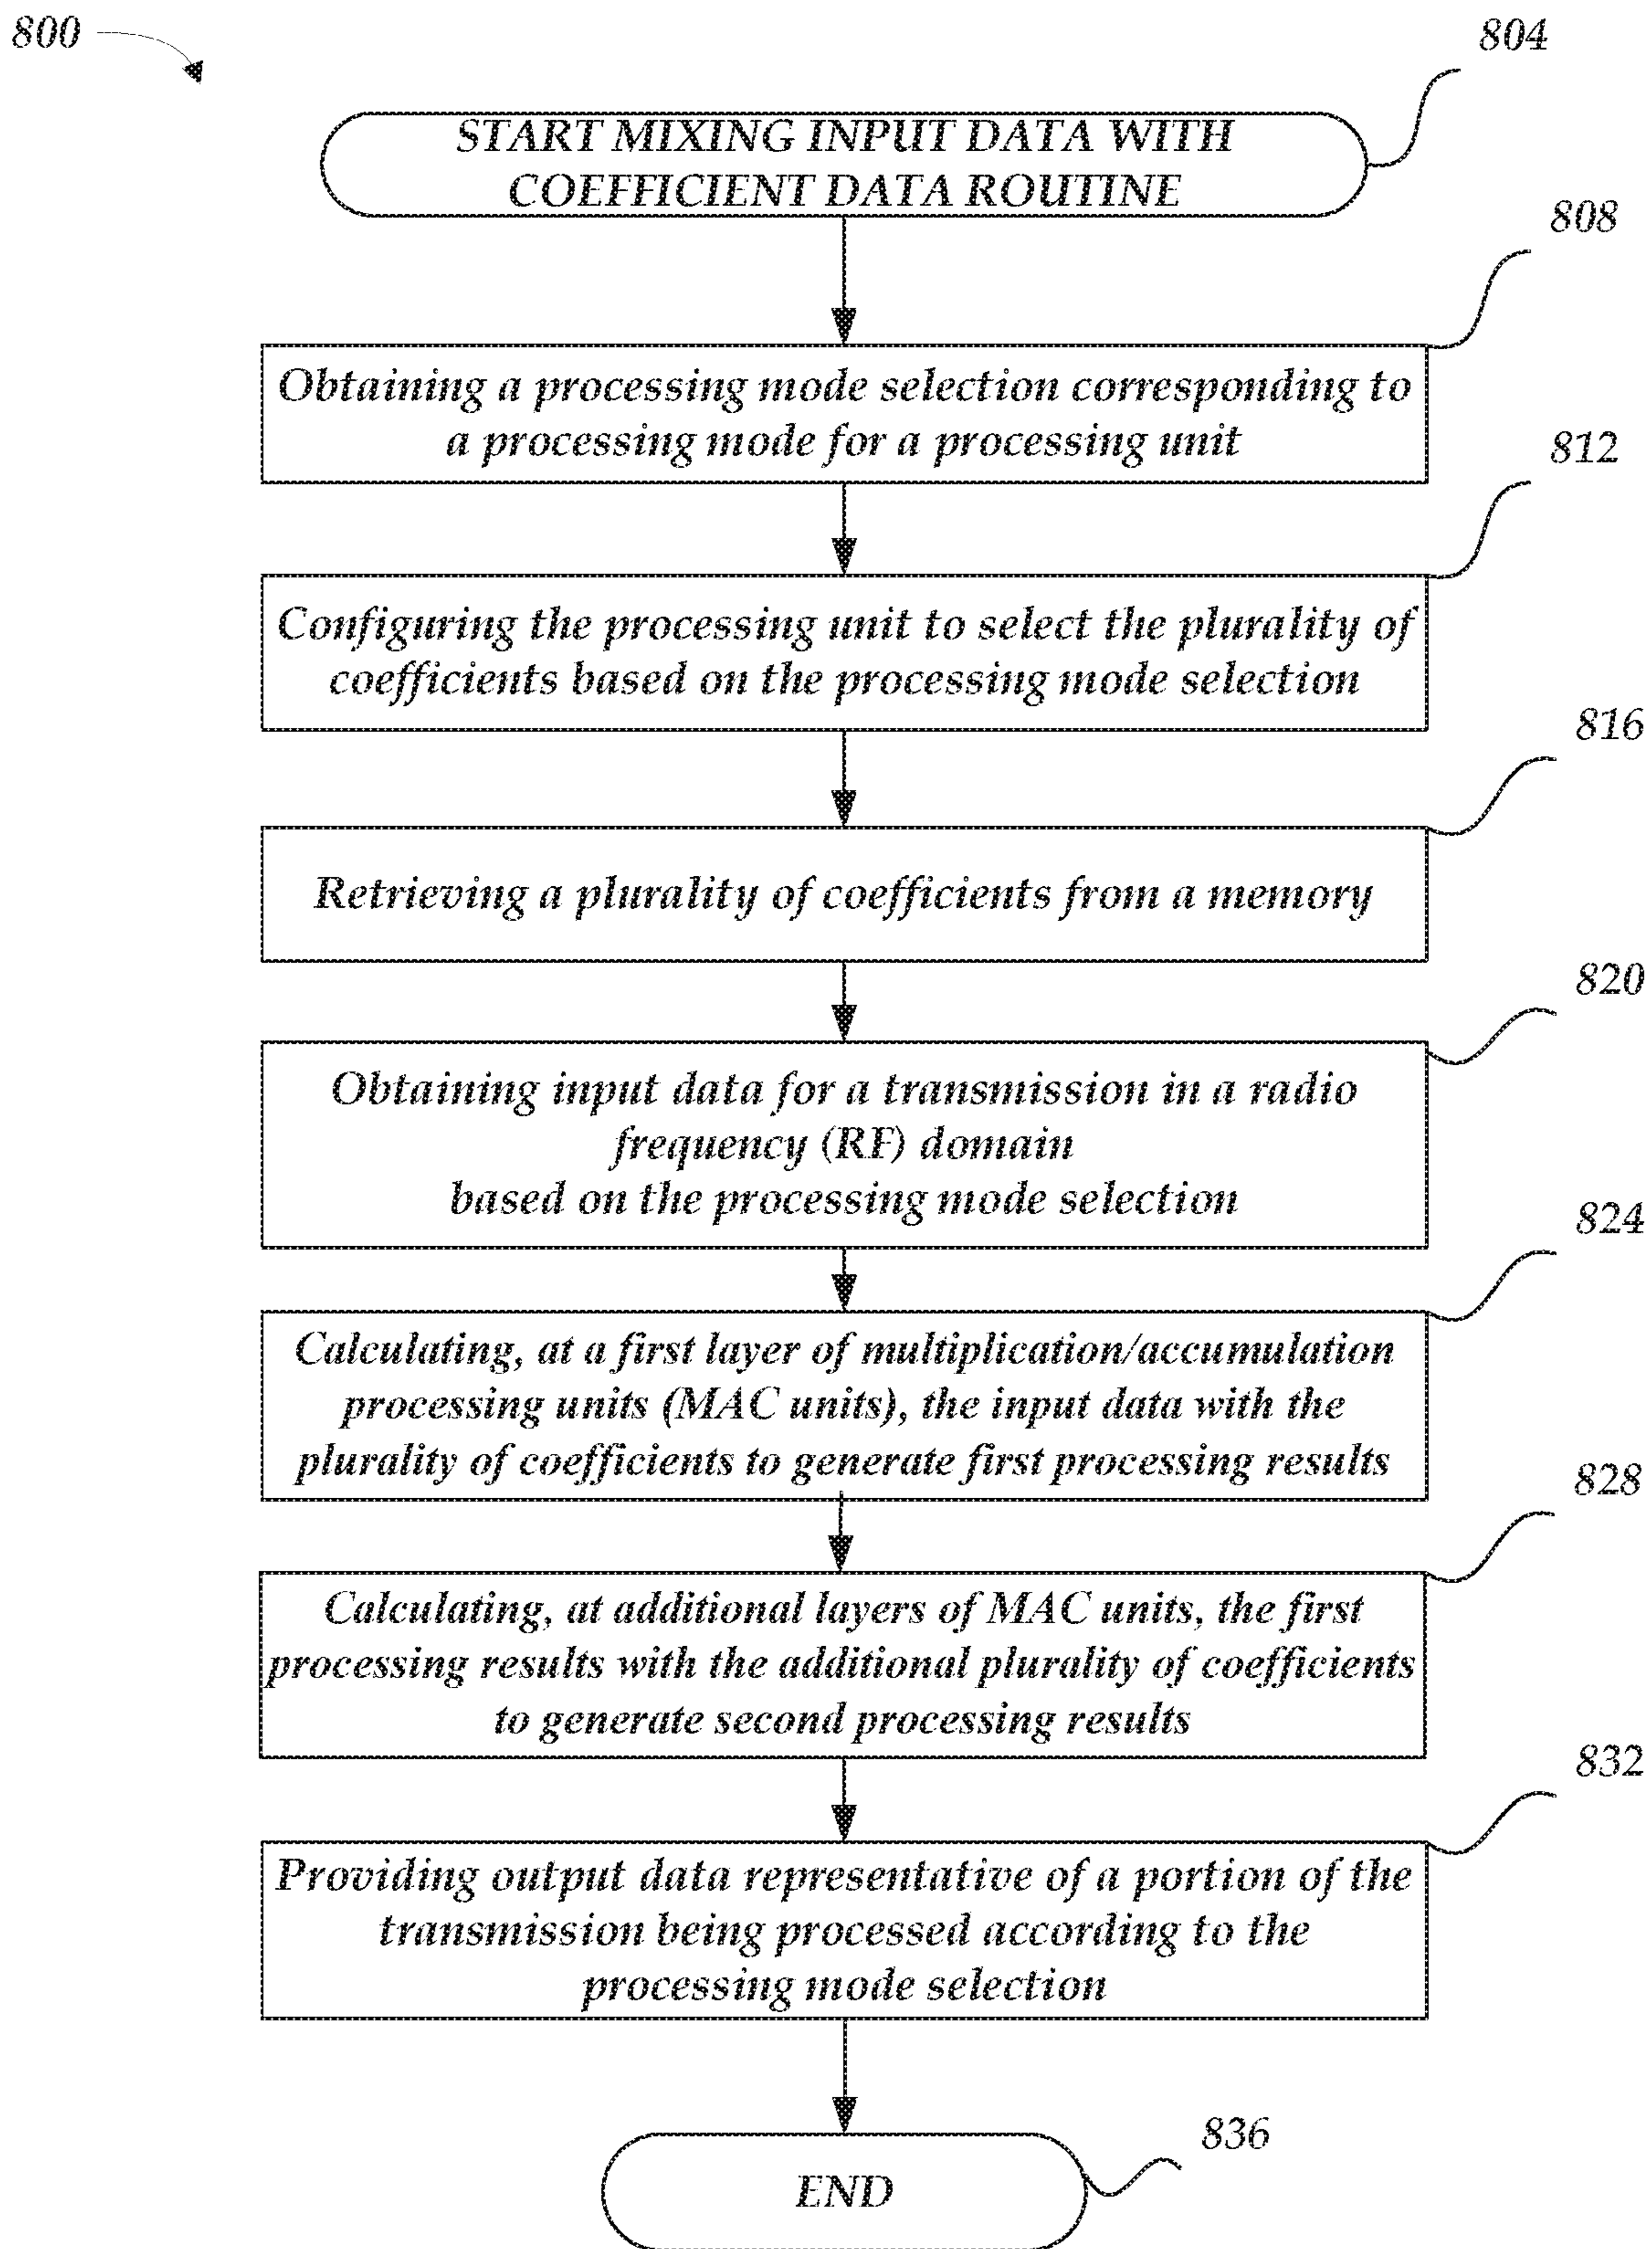 800
804
START MIXING INPUT DATA WITH
COEFFICIENT DATA ROUTINE
808
Obtaining a processing mode selection corresponding to
a processing mode for a processing unit
812
Configuring the processing unit to select the plurality of
coefficients based on the processing mode selection
816
Retrieving a plurality of coefficients from a memory
820
Obtaining input data for a transmission in a radio
frequency (RF) domain
based on the processing mode selection
824
Calculating, at a first layer of multiplication/accumulation
processing units (MAC units), the input data with the
plurality of coefficients to generate first processing results
828
Calculating, at additional layers of MAC units, the first
processing results with the additional plurality of coefficients
to generate second processing results
832
Providing output data representative of a portion of the
transmission being processed according to the
processing mode selection
836
END